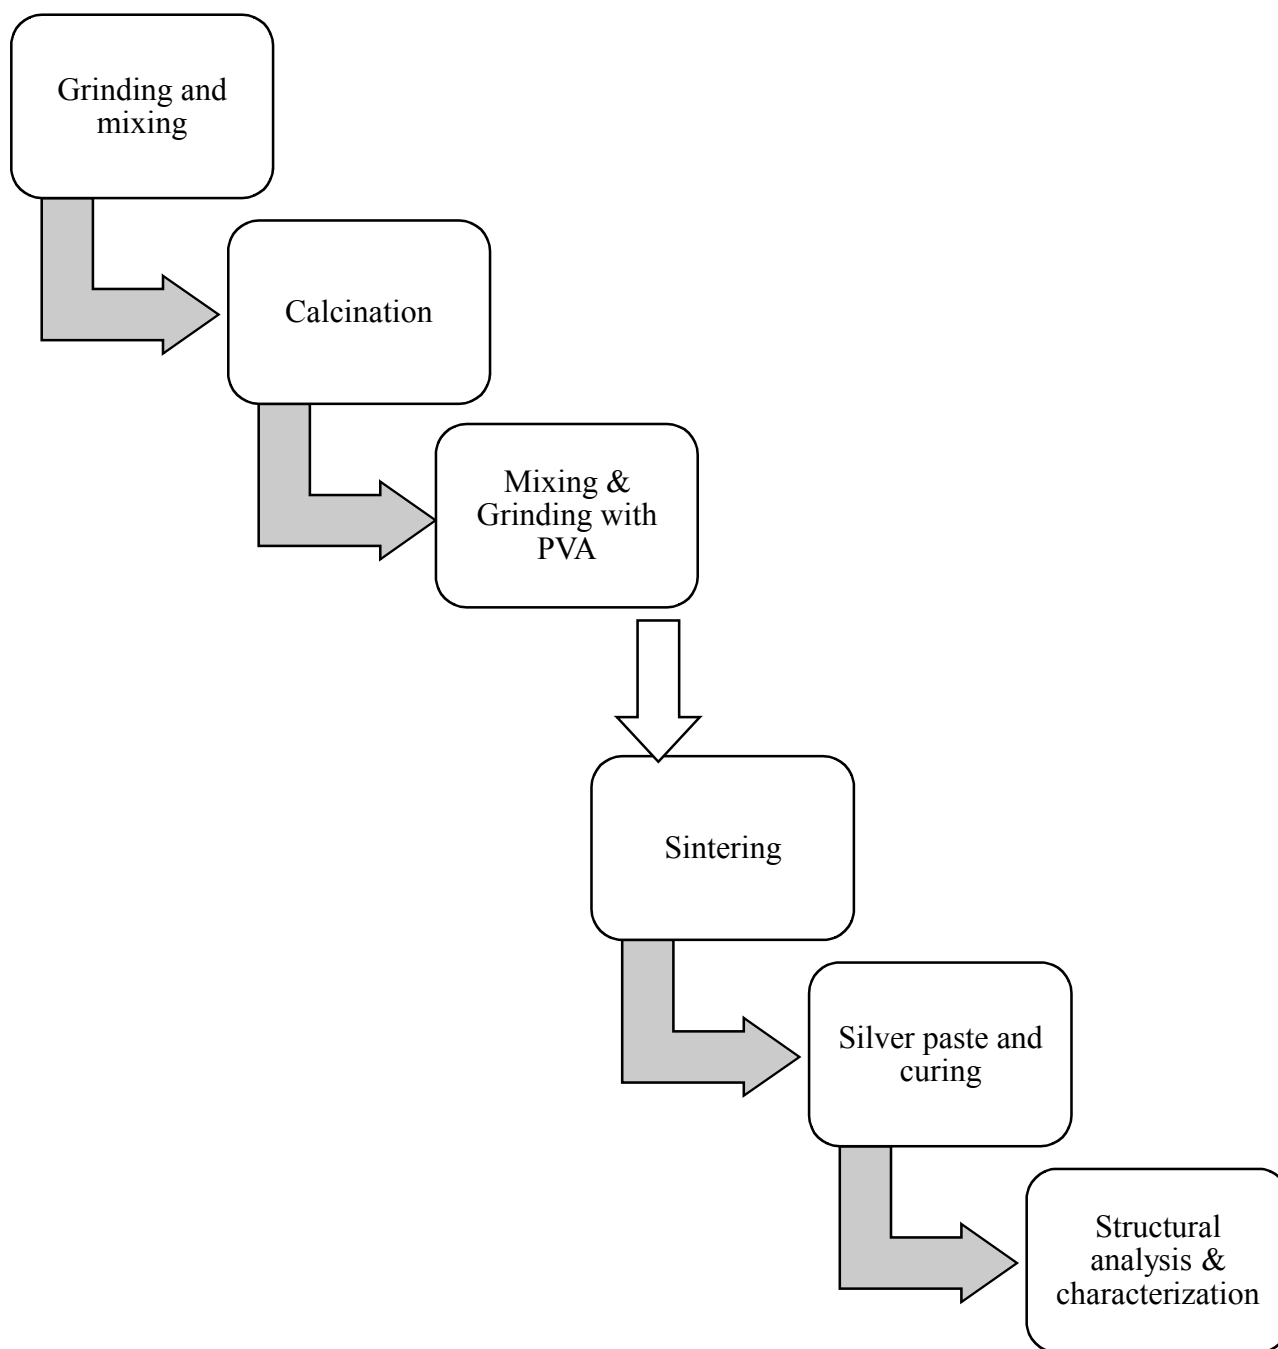 Grinding and
mixing
Calcination
Mixing &
Grinding with
PVA
Sintering
Silver paste and
curing
Structural
analysis &
characterization